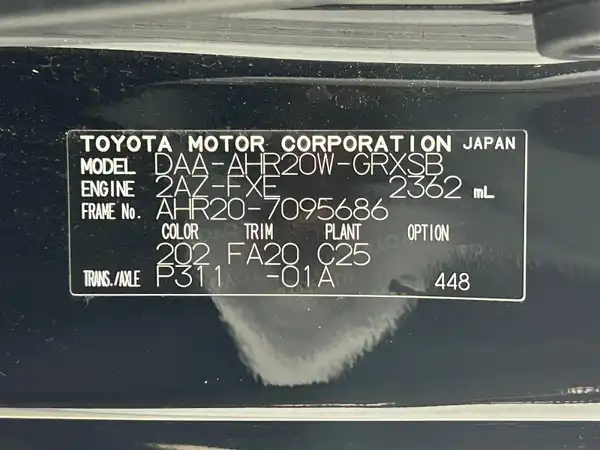 TOYOTA MOTOR CORPORATION JAPAN
MODEL DAA-AHR20W-GRXSB
ENGINE 2AZ-FXE 2362 mL
FRAME No. AHR20-7095686
COLOR TRIM PLANT OPTION
202 FA20 C25
TRANS./AXLE P311 -01A 448